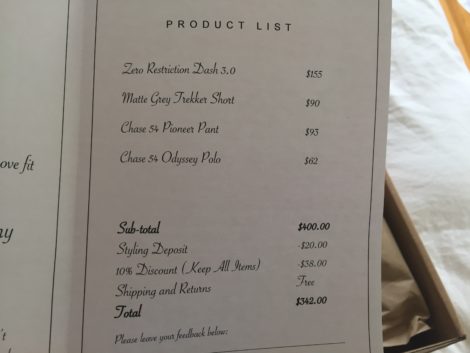 PRODUCT LIST
Zero Restriction Dash 3.0 $155
Matte Grey Trekker Short $90
Chase 54 Pioneer Pant $93
Chase 54 Odyssey Polo $62
ove fit
ny
Sub-total $400.00
Styling Deposit -$20.00
10% Discount (Keep All Items) -$38.00
Shipping and Returns Free
Total $342.00
't
Please leave your feedback below: